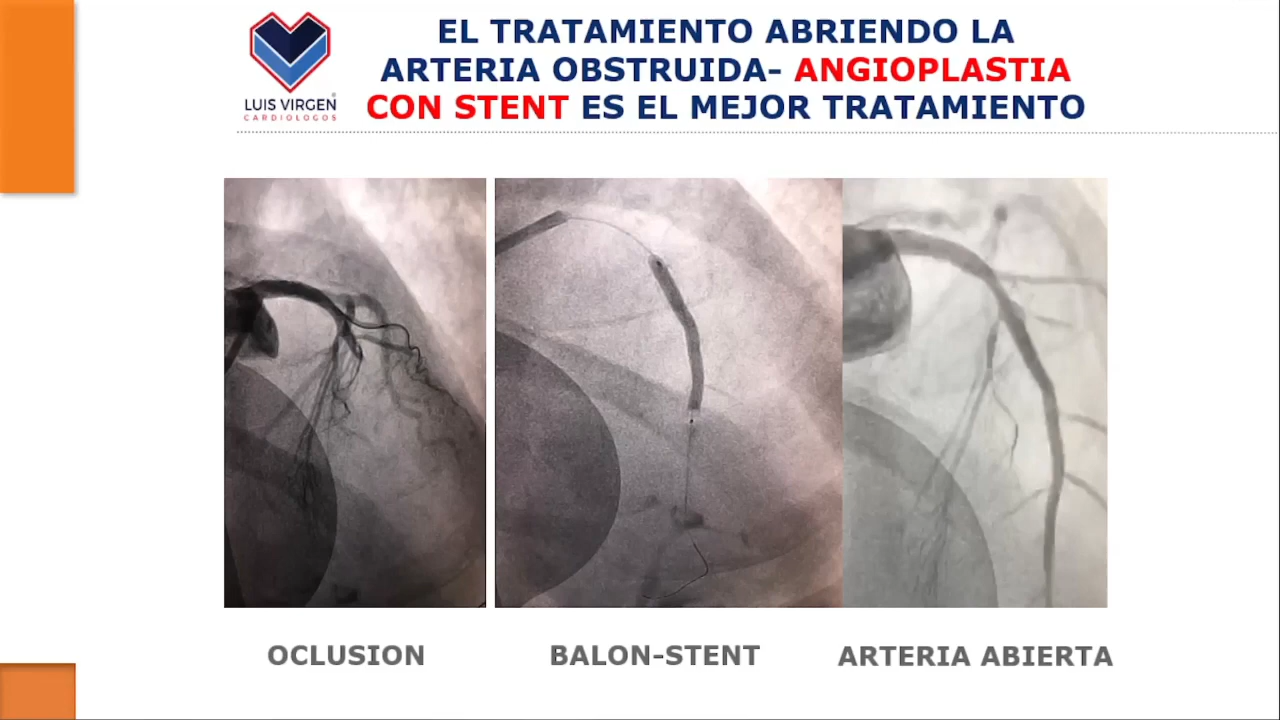 EL TRATAMIENTO ABRIENDO LA
ARTERIA OBSTRUIDA- ANGIOPLASTIA
CON STENT ES EL MEJOR TRATAMIENTO
LUIS VIRGEN®
CARDIOLOGOS
OCLUSION
BALON-STENT
ARTERIA ABIERTA